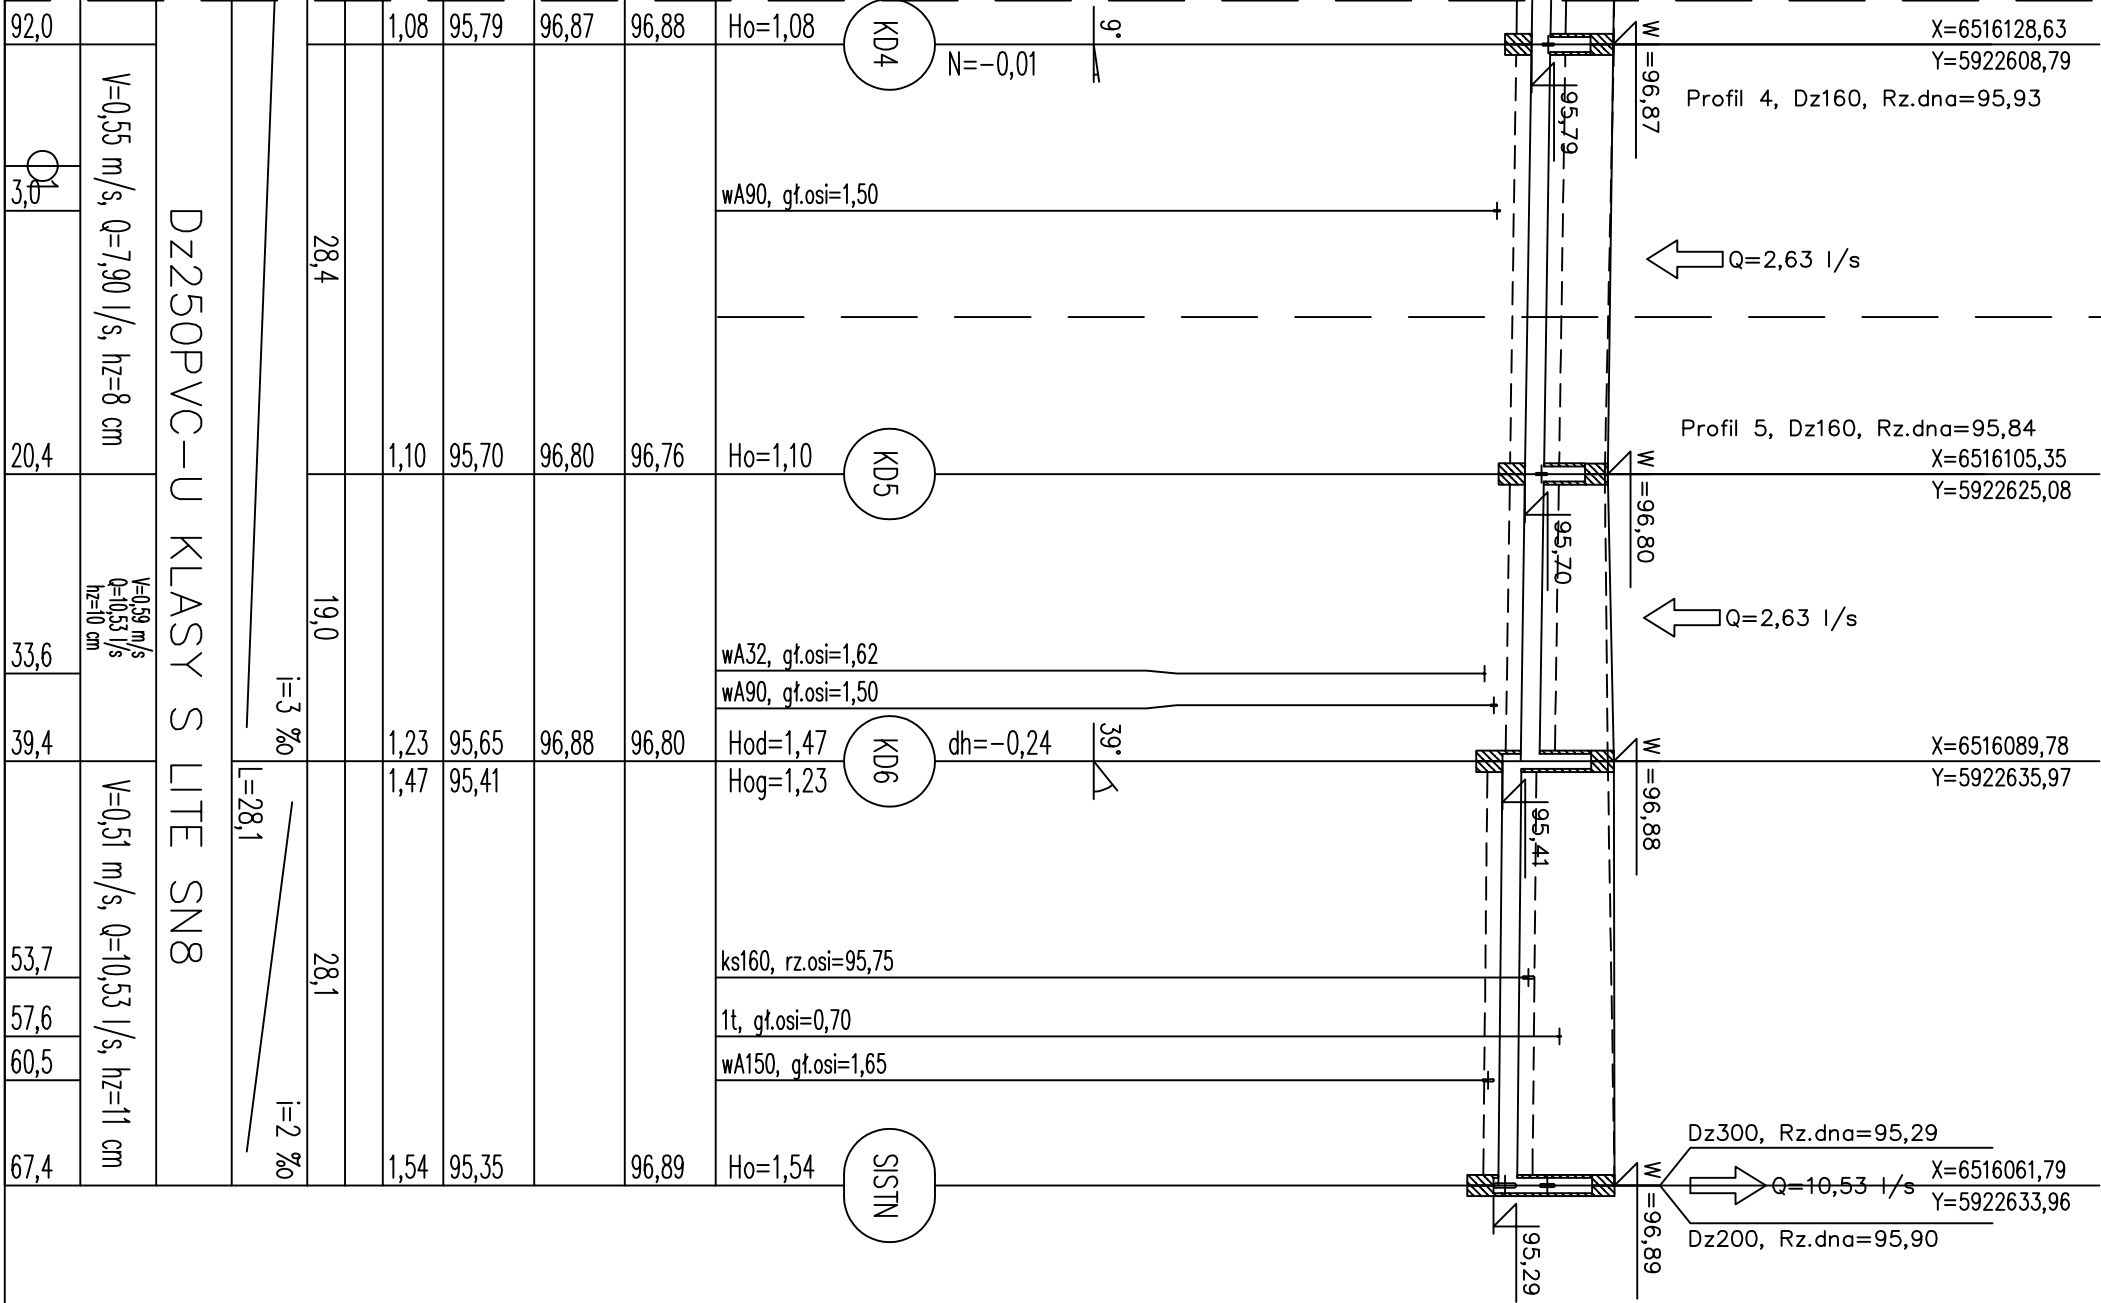 92,0
1,08
95,79
96,87
96,88
Ho=1,08
KD4
N=-0,01
9°
W =96,87
95,79
X=6516128,63
Y=5922608,79
Profil 4, Dz160, Rz.dna=95,93
3,0
V=0,55 m/s, Q=7,90 l/s, hz=8 cm
Dz250PVC-U KLASY S LITE SN8
28,4
wA90, gł.osi=1,50
Q=2,63 l/s
Profil 5, Dz160, Rz.dna=95,84
20,4
1,10
95,70
96,80
96,76
Ho=1,10
KD5
W =96,80
95,70
X=6516105,35
Y=5922625,08
V=0,59 m/s
Q=10,53 l/s
hz=10 cm
19,0
Q=2,63 l/s
33,6
wA32, gł.osi=1,62
wA90, gł.osi=1,50
i=3 ‰
39,4
1,23
95,65
96,88
96,80
Hod=1,47
KD6
dh=-0,24
39°
W =96,88
X=6516089,78
1,47
95,41
Hog=1,23
Y=5922635,97
L=28,1
95,41
V=0,51 m/s, Q=10,53 l/s, hz=11 cm
28,1
53,7
ks160, rz.osi=95,75
57,6
1t, gł.osi=0,70
60,5
wA150, gł.osi=1,65
i=2 ‰
Dz300, Rz.dna=95,29
67,4
1,54
95,35
96,89
Ho=1,54
SISTN
W =96,89
Q=10,53 l/s
X=6516061,79
Y=5922633,96
Dz200, Rz.dna=95,90
95,29